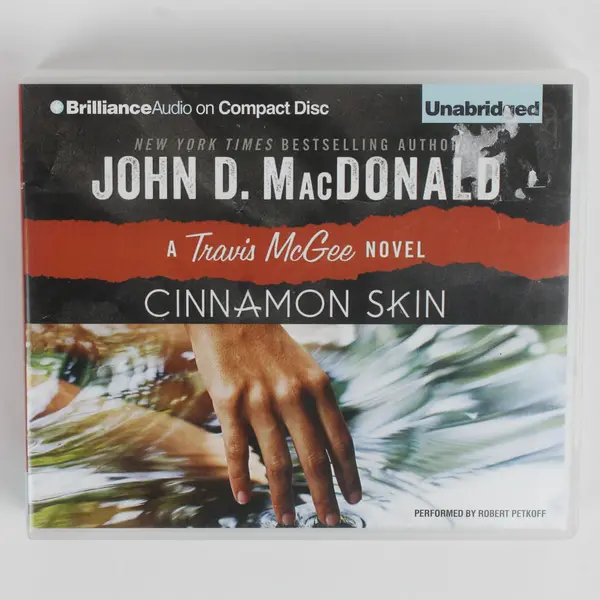 BrillianceAudio on Compact Disc
Unabridged
NEW YORK TIMES BESTSELLING AUTHOR
JOHN D. MACDONALD
A Travis McGee NOVEL
CINNAMON SKIN
PERFORMED BY ROBERT PETKOFF